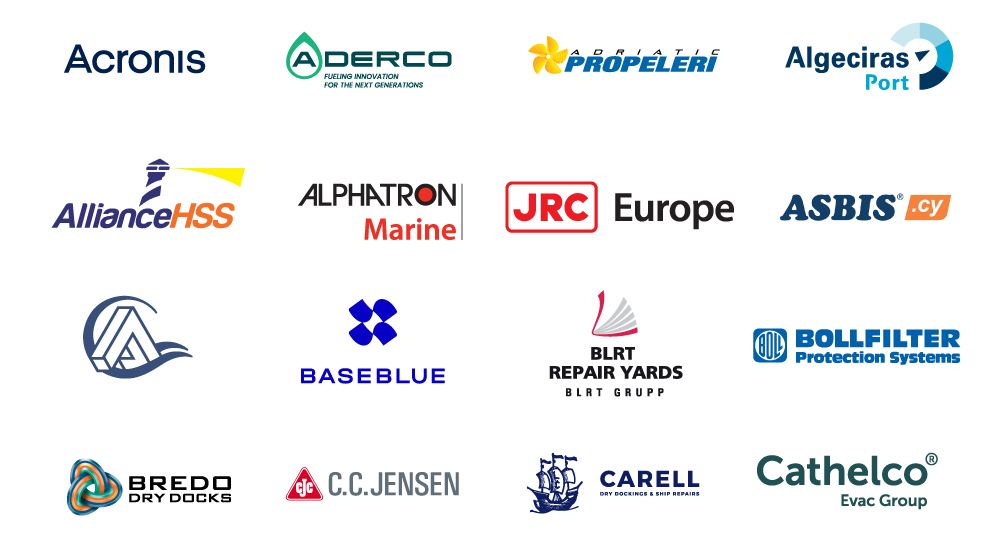 Acronis
ADERCO
FUELING INNOVATION
FOR THE NEXT GENERATIONS
ADRIATIC
PROPELERI
Algeciras
Port
AllianceHSS
ALPHATRON
Marine
JRC Europe
ASBIS® .cy
BASEBLUE
BLRT
REPAIR YARDS
BLRT GRUPP
BOLL BOLLFILTER
Protection Systems
BREDO
DRY DOCKS
CJC C.C.JENSEN
CARELL
DRY DOCKINGS & SHIP REPAIRS
Cathelco®
Evac Group